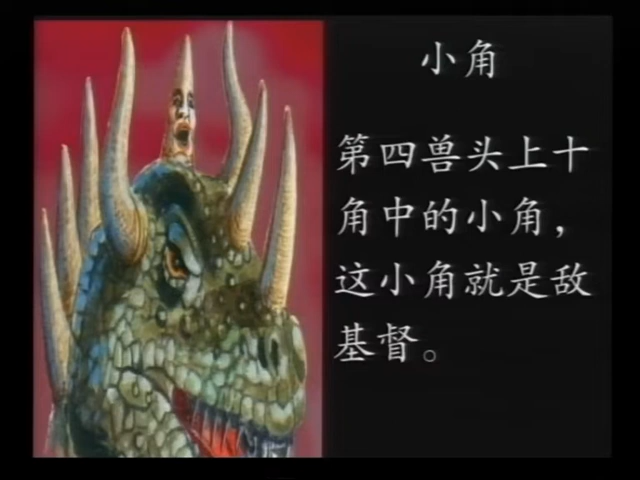 小角
第四兽头上十
角中的小角，
这小角就是敌
基督。